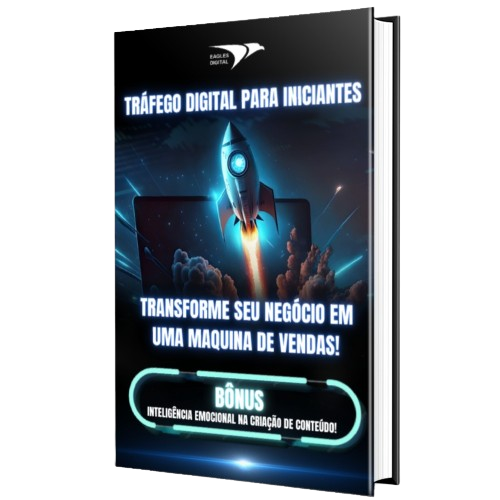 EAGLES
DIGITAL
TRÁFEGO DIGITAL PARA INICIANTES
TRANSFORME SEU NEGÓCIO EM
UMA MAQUINA DE VENDAS!
BÔNUS
INTELIGÊNCIA EMOCIONAL NA CRIAÇÃO DE CONTEÚDO!